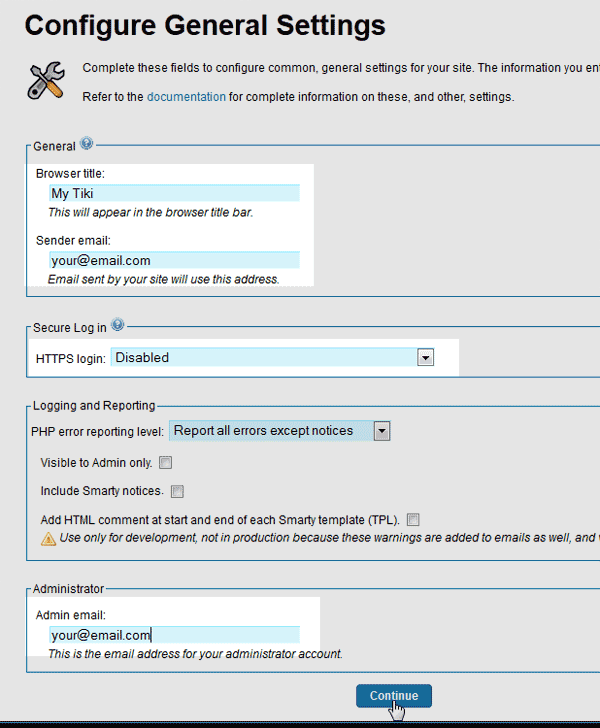 Configure General Settings
Complete these fields to configure common, general settings for your site. The information you
Refer to the documentation for complete information on these, and other, settings.
General
Browser title:
My Tiki
This will appear in the browser title bar.
Sender email:
your@email.com
Email sent by your site will use this address.
Secure Log in
HTTPS login: Disabled
Logging and Reporting
PHP error reporting level: Report all errors except notices
Visible to Admin only.
Include Smarty notices.
Add HTML comment at start and end of each Smarty template (TPL).
Use only for development, not in production because these warnings are added to emails as well, and
Administrator
Admin email:
your@email.com
This is the email address for your administrator account.
Continue